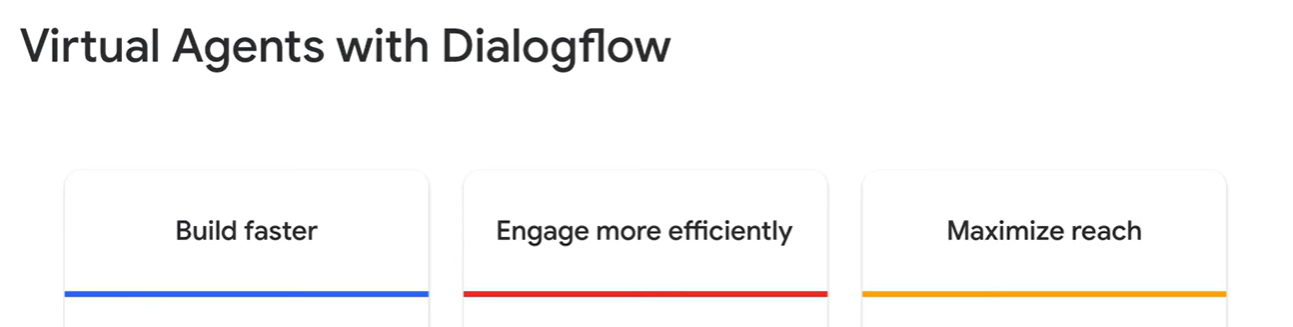 Virtual Agents with Dialogflow
Build faster
Engage more efficiently
Maximize reach